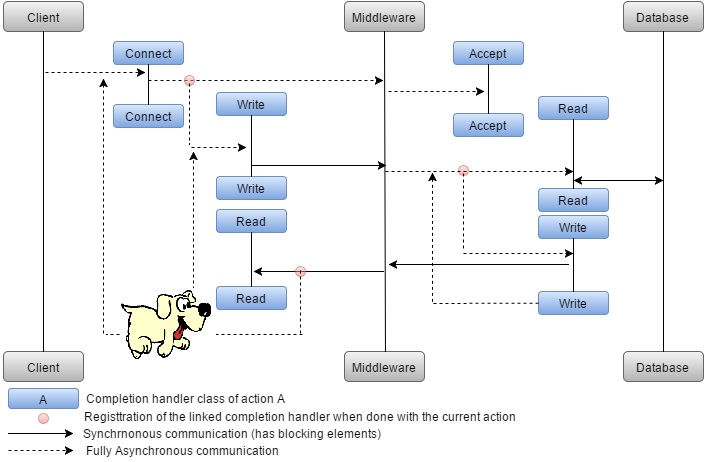 Client
Middleware
Database
Connect
Accept
Write
Read
Connect
Accept
Write
Read
Read
Write
Read
Write
Client
Middleware
Database
A
Completion handler class of action A
Registtration of the linked completion handler when done with the current action
Synchrnonous communication (has blocking elements)
Fully Asynchronous communication